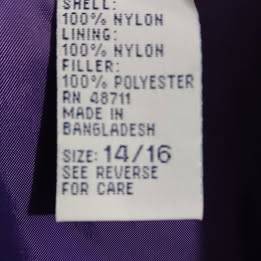 SHELL:
100% NYLON
LINING:
100% NYLON
FILLER:
100% POLYESTER
RN 48711
MADE IN
BANGLADESH
SIZE: 14/16
SEE REVERSE
FOR CARE